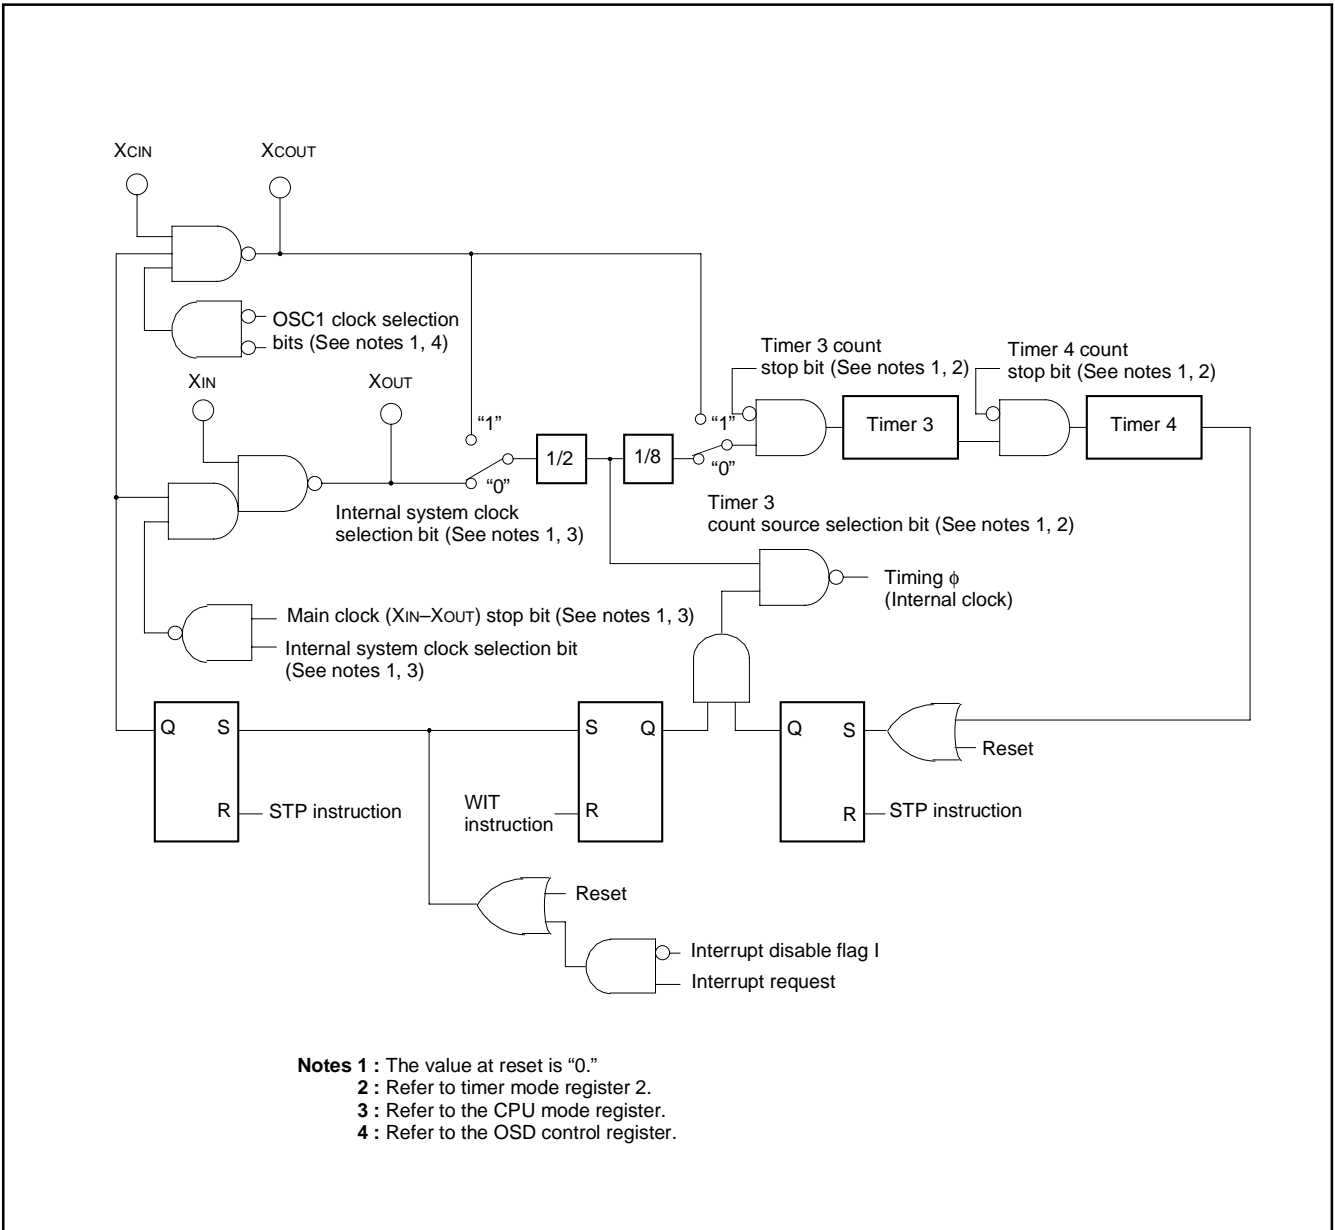 XCIN
XCOUT
OSC1 clock selection
bits (See notes 1, 4)
XIN
XOUT
“1”
“0”
Internal system clock
selection bit (See notes 1, 3)
1/2
1/8
“1”
“0”
Timer 3 count
stop bit (See notes 1, 2)
Timer 3
Timer 4 count
stop bit (See notes 1, 2)
Timer 4
Timer 3
count source selection bit (See notes 1, 2)
Timing ϕ
(Internal clock)
Main clock (XIN–XOUT) stop bit (See notes 1, 3)
Internal system clock selection bit
(See notes 1, 3)
Q S
R
STP instruction
S Q
R
WIT
instruction
Q S
R
Reset
STP instruction
Reset
Interrupt disable flag I
Interrupt request
Notes 1 : The value at reset is “0.”
2 : Refer to timer mode register 2.
3 : Refer to the CPU mode register.
4 : Refer to the OSD control register.